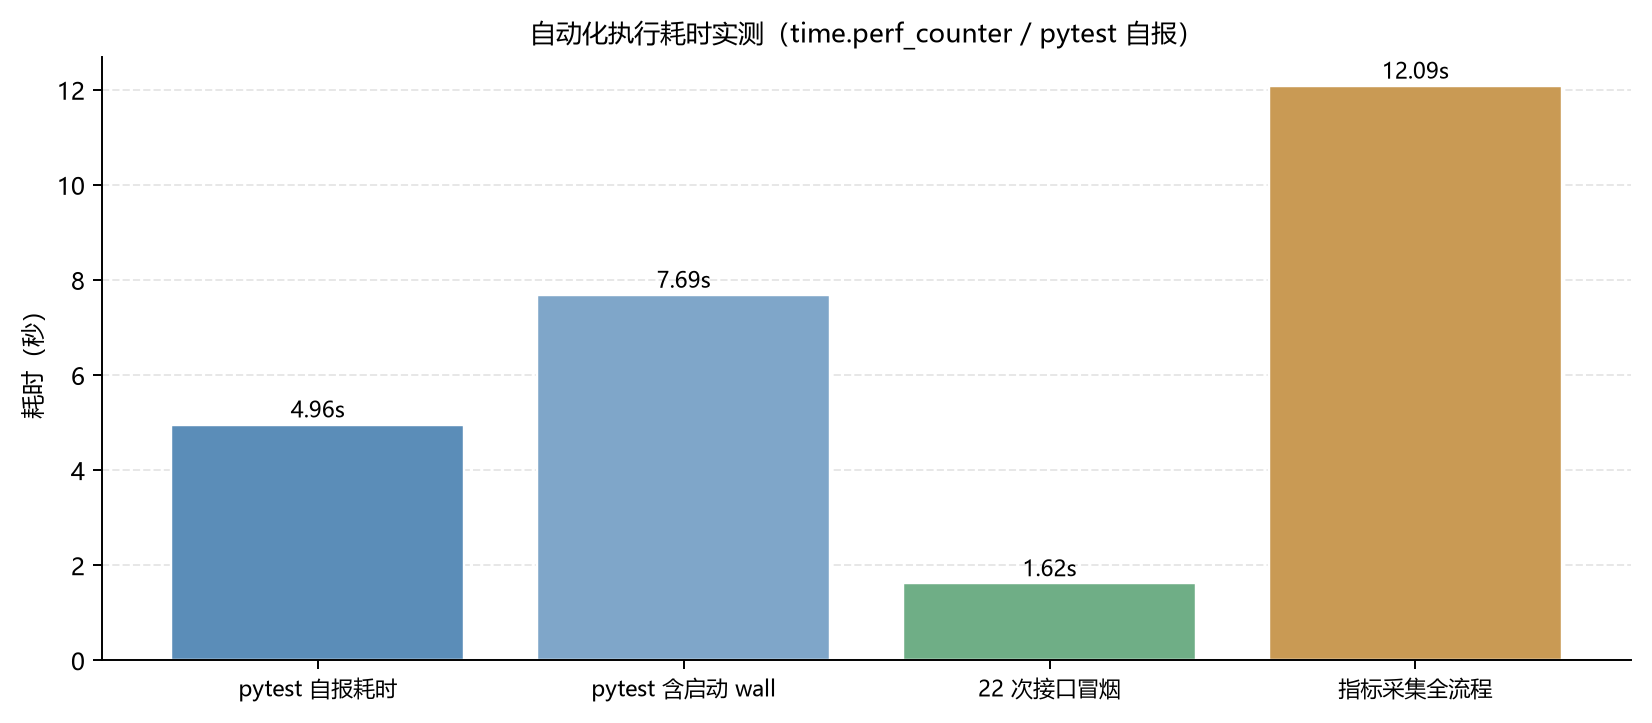 自动化执行耗时实测（time.perf_counter / pytest 自报）
耗时（秒）
12
10
8
6
4
2
0
4.96s
7.69s
1.62s
12.09s
pytest 自报耗时
pytest 含启动 wall
22 次接口冒烟
指标采集全流程